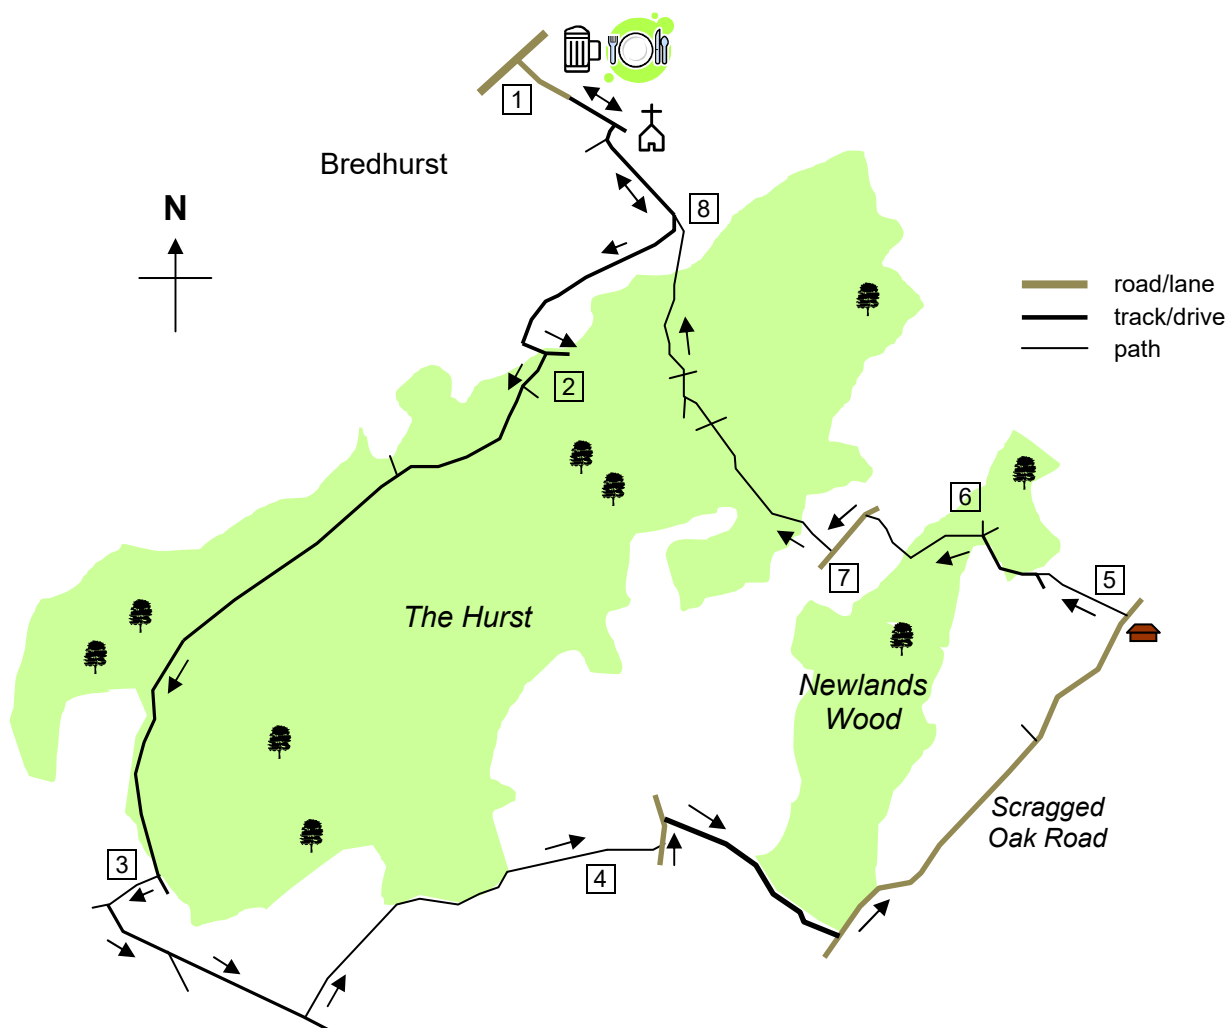 1
Bredhurst
N
8
road/lane
track/drive
path
2
6
7
5
The Hurst
Newlands
Wood
Scragged
Oak Road
3
4